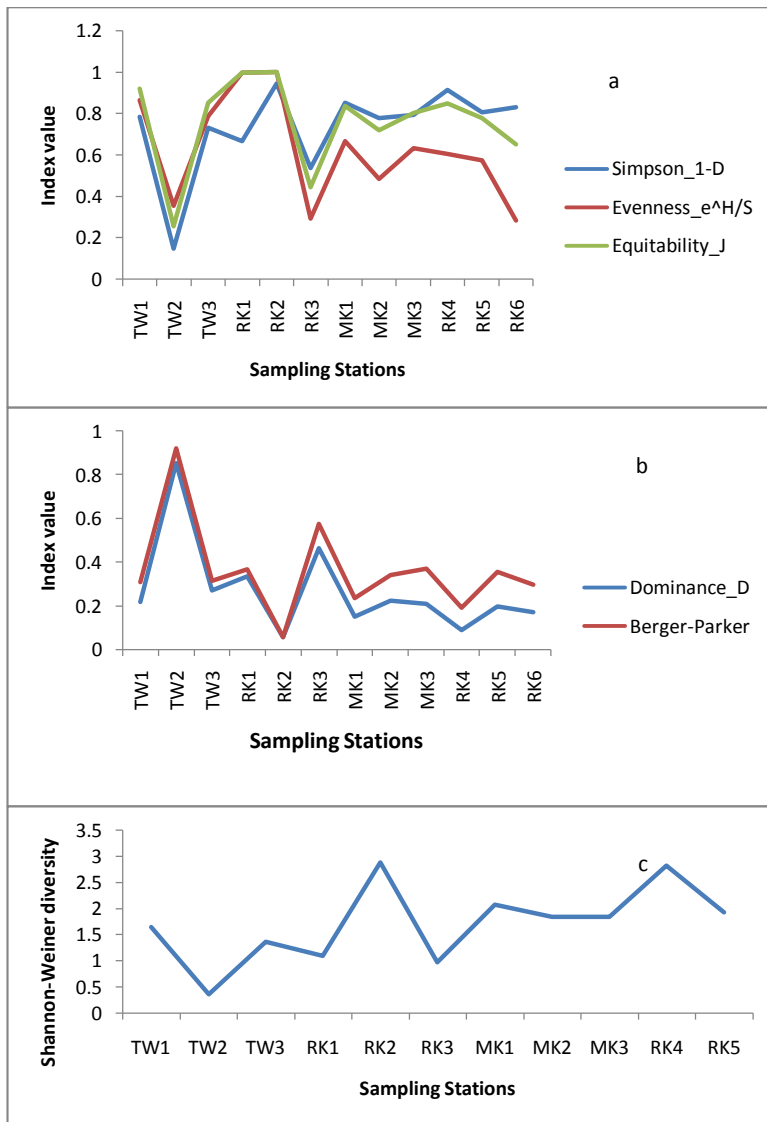 1.2
1
0.8
0.6
0.4
0.2
0
Index value
a
Simpson_1-D
Evenness_e^H/S
Equitability_J
TW1 TW2 TW3 RK1 RK2 RK3 MK1 MK2 MK3 RK4 RK5 RK6
Sampling Stations
1
0.8
0.6
0.4
0.2
0
Index value
b
Dominance_D
Berger-Parker
TW1 TW2 TW3 RK1 RK2 RK3 MK1 MK2 MK3 RK4 RK5 RK6
Sampling Stations
3.5
3
2.5
2
1.5
1
0.5
0
Shannon-Weiner diversity
c
TW1 TW2 TW3 RK1 RK2 RK3 MK1 MK2 MK3 RK4 RK5
Sampling Stations